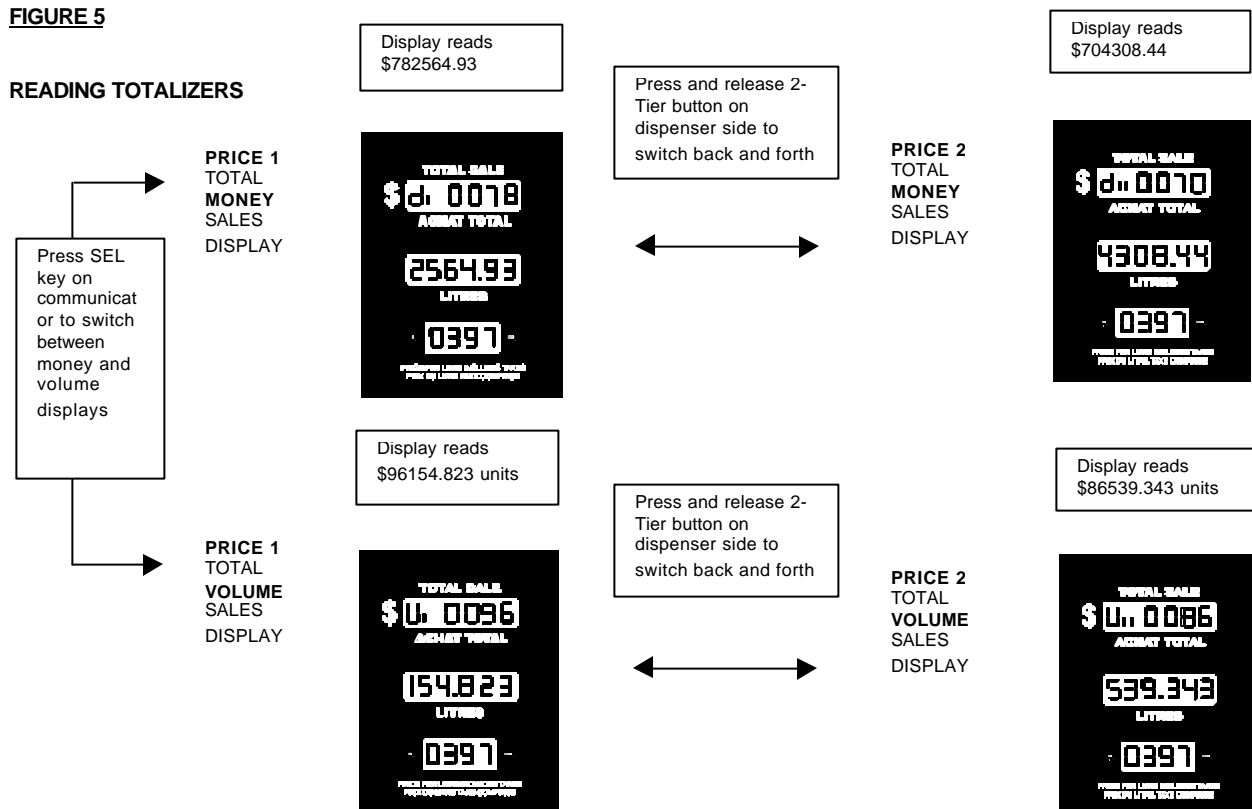 FIGURE 5
READING TOTALIZERS
Display reads
$782564.93
Press and release 2-
Tier button on
dispenser side to
switch back and forth
Display reads
$704308.44
PRICE 1
TOTAL
MONEY
SALES
DISPLAY
TOTAL SALE
$ di 0078
ACHAT TOTAL
2564.93
LITRES
- 0397 -
PRICE 2
TOTAL
MONEY
SALES
DISPLAY
TOTAL SALE
$ dii 0070
ACHAT TOTAL
4308.44
LITRES
- 0397 -
Press SEL
key on
communicat
or to switch
between
money and
volume
displays
Display reads
$96154.823 units
Press and release 2-
Tier button on
dispenser side to
switch back and forth
Display reads
$86539.343 units
PRICE 1
TOTAL
VOLUME
SALES
DISPLAY
TOTAL SALE
$ Ui 0096
ACHAT TOTAL
154.823
LITRES
- 0397 -
PRICE 2
TOTAL
VOLUME
SALES
DISPLAY
TOTAL SALE
$ Uii 0086
ACHAT TOTAL
539.343
LITRES
- 0397 -